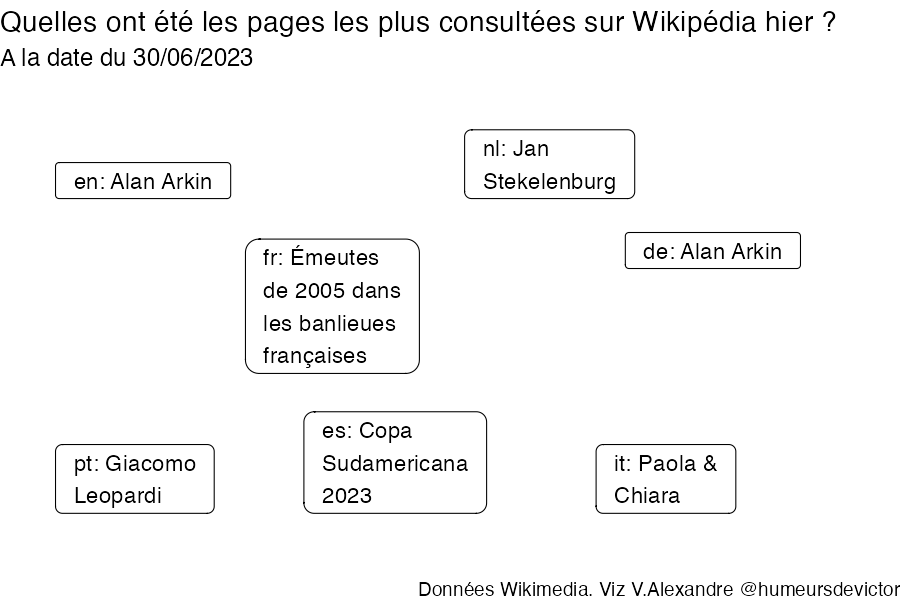 Quelles ont été les pages les plus consultées sur Wikipédia hier ?
A la date du 30/06/2023
nl: Jan
Stekelenburg
en: Alan Arkin
de: Alan Arkin
fr: Émeutes
de 2005 dans
les banlieues
françaises
es: Copa
Sudamericana
2023
pt: Giacomo
Leopardi
it: Paola &
Chiara
Données Wikimedia. Viz V.Alexandre @humeursdevictor